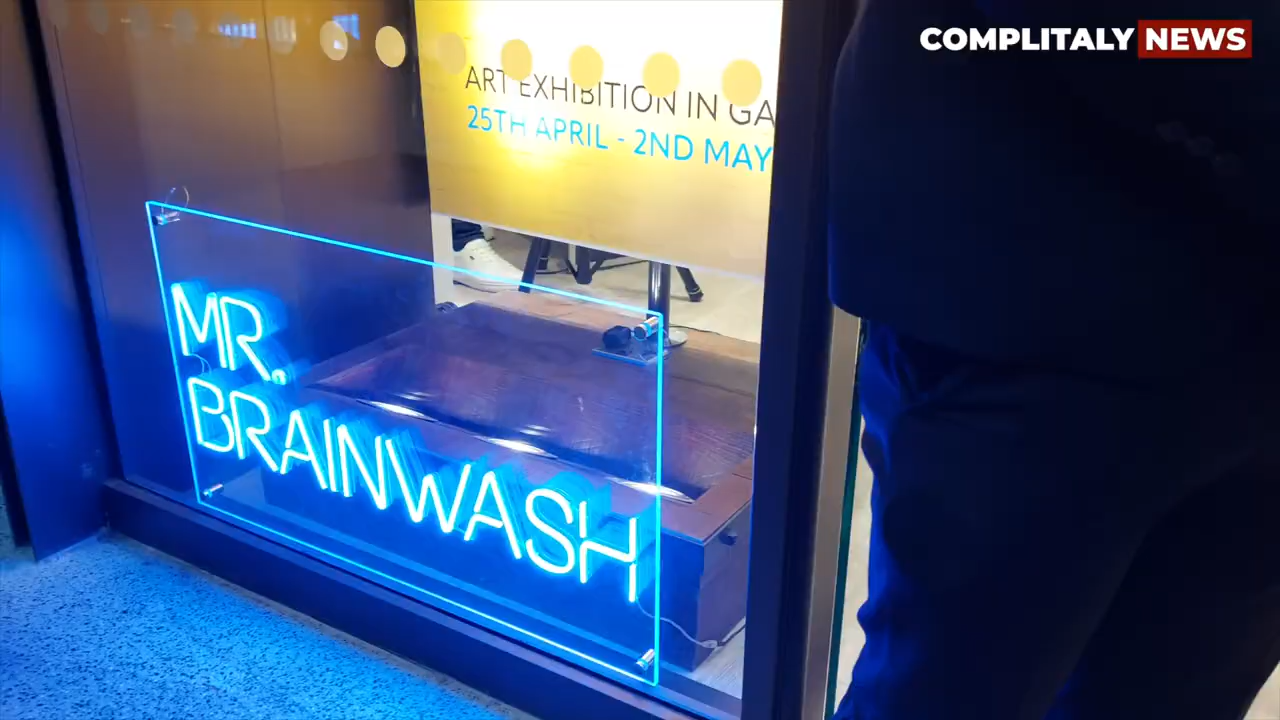 COMPLITALY NEWS
ART EXHIBITION IN GA
25TH APRIL - 2ND MAY
MR.
BRAINWASH